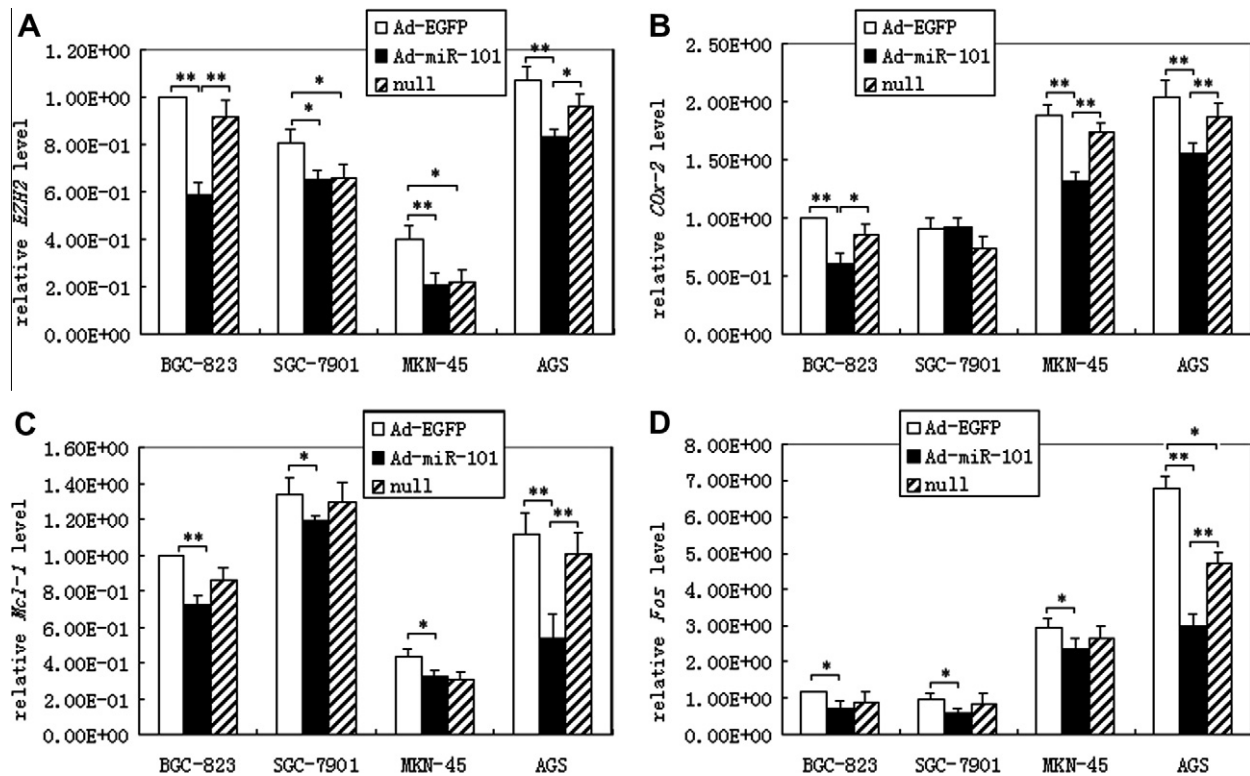 A
Ad-EGFP
Ad-miR-101
null
relative EZH2 level
1.20E+00
1.00E+00
8.00E-01
6.00E-01
4.00E-01
2.00E-01
0.00E+00
** ** * * ** * ** *
BGC-823 SGC-7901 MKN-45 AGS
B
Ad-EGFP
Ad-miR-101
null
relative COx-2 level
2.50E+00
2.00E+00
1.50E+00
1.00E+00
5.00E-01
0.00E+00
** * ** ** ** **
BGC-823 SGC-7901 MKN-45 AGS
C
Ad-EGFP
Ad-miR-101
null
relative Mcl-1 level
1.60E+00
1.40E+00
1.20E+00
1.00E+00
8.00E-01
6.00E-01
4.00E-01
2.00E-01
0.00E+00
** * * ** **
BGC-823 SGC-7901 MKN-45 AGS
D
Ad-EGFP
Ad-miR-101
null
relative Fos level
8.00E+00
7.00E+00
6.00E+00
5.00E+00
4.00E+00
3.00E+00
2.00E+00
1.00E+00
0.00E+00
* * * * ** **
BGC-823 SGC-7901 MKN-45 AGS